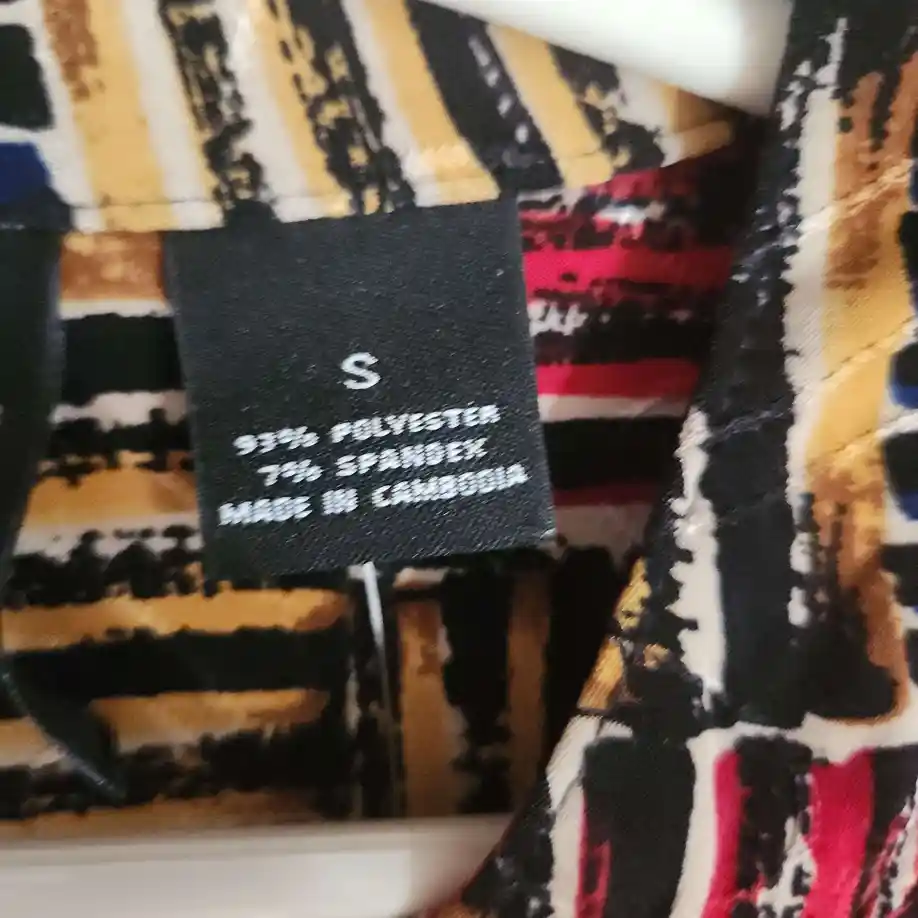 S
93% POLYESTER
7% SPANDEX
MADE IN CAMBODIA